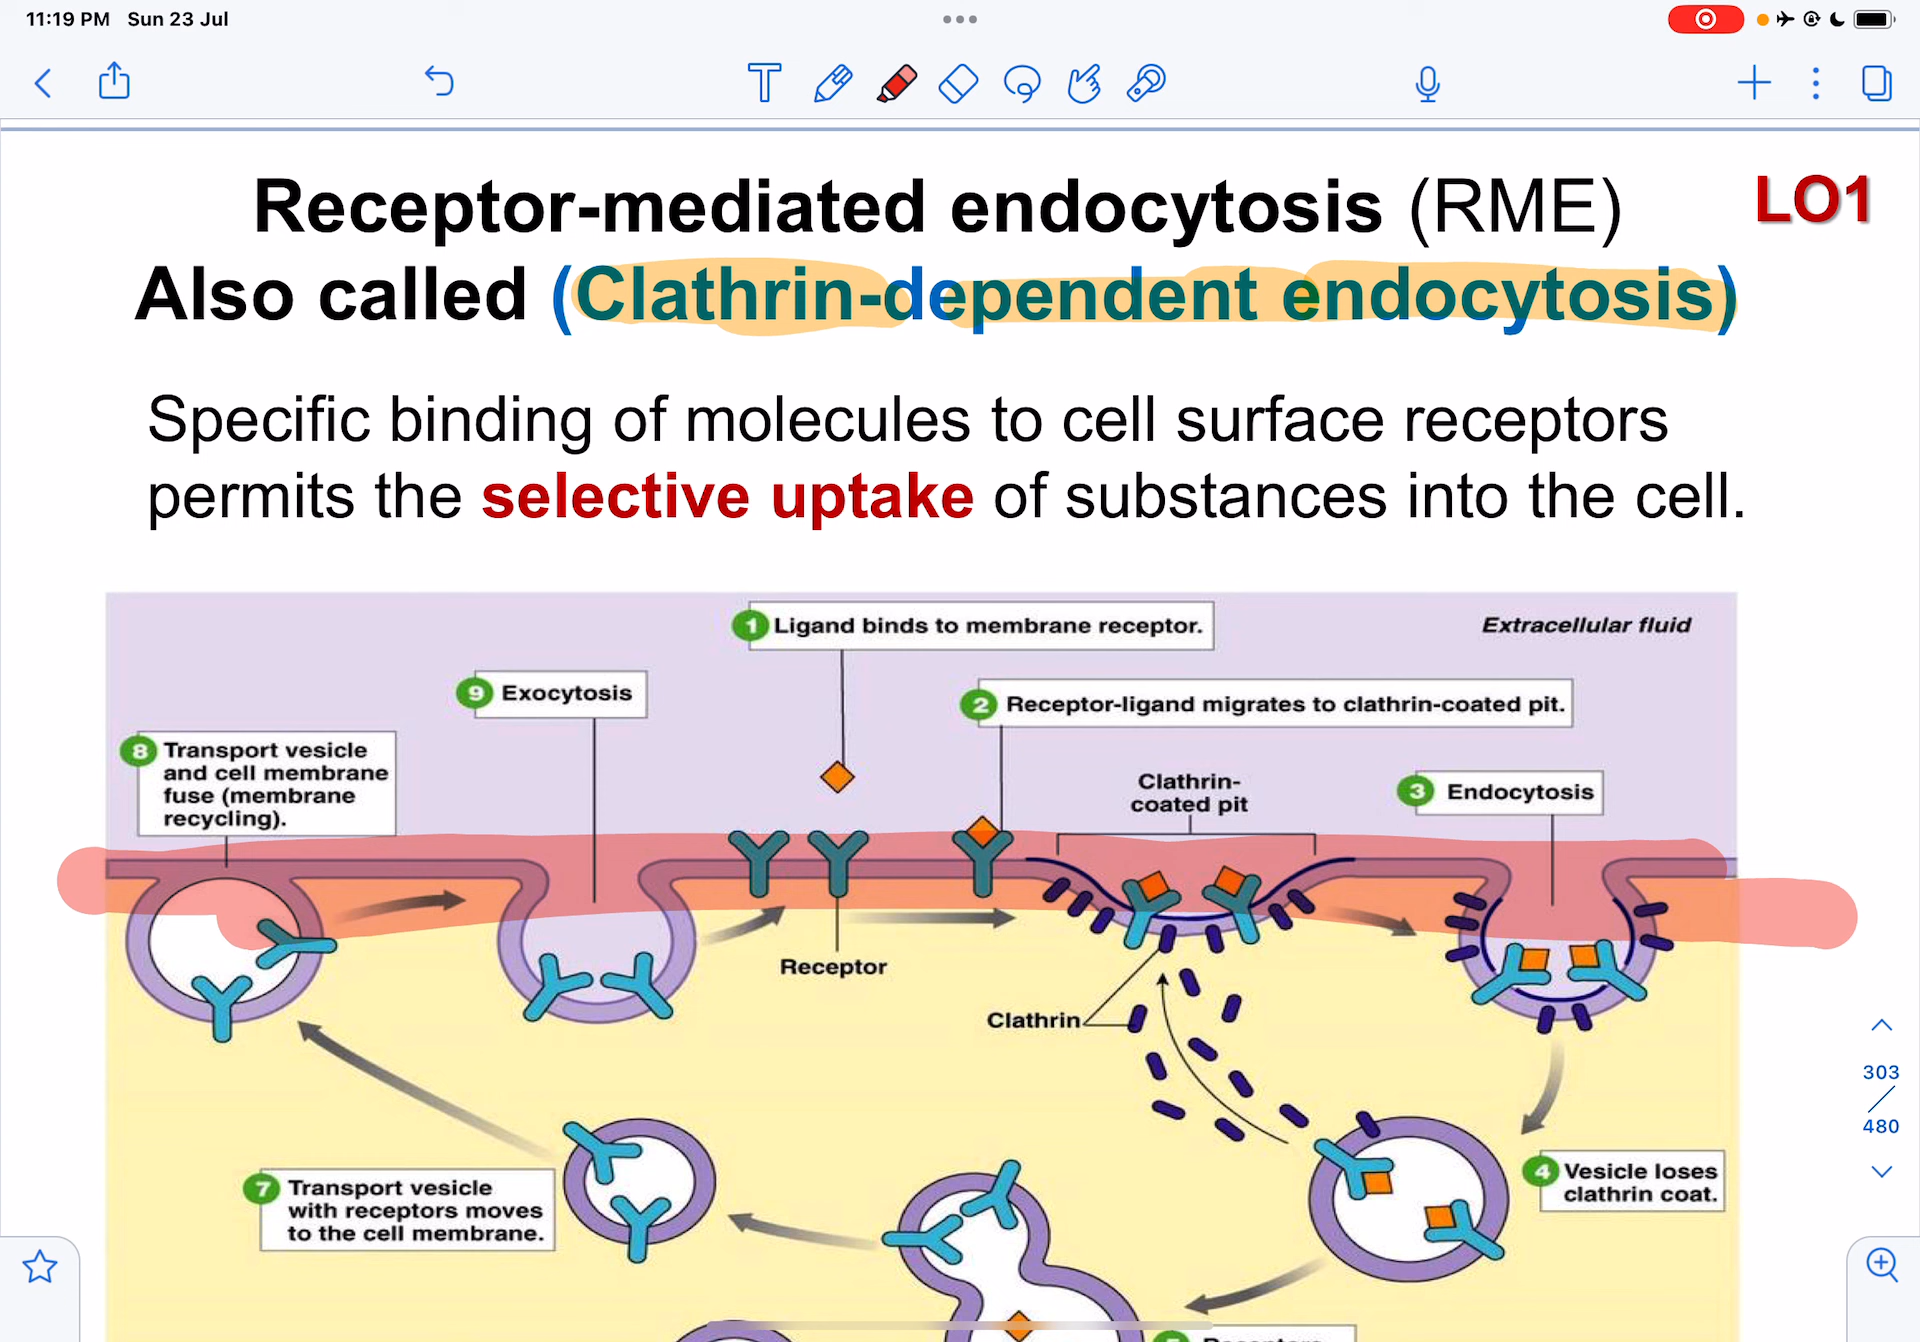 11:19 PM Sun 23 Jul
Receptor-mediated endocytosis (RME)
LO1
Also called (Clathrin-dependent endocytosis)
Specific binding of molecules to cell surface receptors
permits the selective uptake of substances into the cell.
1 Ligand binds to membrane receptor.
Extracellular fluid
9 Exocytosis
2 Receptor-ligand migrates to clathrin-coated pit.
8 Transport vesicle
and cell membrane
fuse (membrane
recycling).
Clathrin-
coated pit
3 Endocytosis
Receptor
Clathrin
303
/
480
4 Vesicle loses
clathrin coat.
7 Transport vesicle
with receptors moves
to the cell membrane.